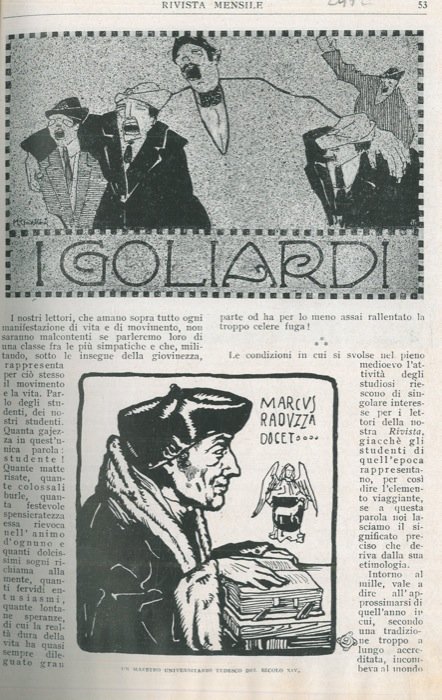 RIVISTA MENSILE
53
I GOLIARDI
I nostri lettori, che amano sopra tutto ogni
manifestazione di vita e di movimento, non
saranno malcontenti se parleremo loro di
una classe fra le più simpatiche e che, mili-
tando, sotto le insegne della giovinezza,
rappresenta
per ciò stesso
il movimento
e la vita. Par-
lo degli stu-
denti, dei no-
stri studenti.
Quanta gajez-
za in quest'u-
nica parola:
studente!
Quante matte
risate, quan-
te colossali
burle, quan-
ta festevole
spensieratezza
essa rievoca
nell'animo
d'ognuno e
quanti dolcis-
simi sogni ri-
chiama alla
mente, quan-
ti fervidi en-
tusiasmi,
quante lonta-
ne speranze,
di cui la real-
tà dura della
vita ha quasi
sempre dile-
guato gran
MARCVS
RADVZZA
DOCET....
UN MAESTRO UNIVERSITARIO TEDESCO DEL SECOLO XIV.
parte od ha per lo meno assai rallentato la
troppo celere fuga!
Le condizioni in cui si svolse nel pieno
medioevo l'at-
tività degli
studiosi rie-
scono di sin-
golare interes-
se per i let-
tori della no-
stra Rivista,
giacchè gli
studenti di
quell'epoca
rappresenta-
no, per così
dire l'elemen-
to viaggiante,
se a questa
parola noi la-
sciamo il si-
gnificato pre-
ciso che de-
riva dalla sua
etimologia.
Intorno al
mille, vale a
dire all'ap-
prossimarsi di
quell'anno in
cui, secondo
una tradizio-
ne troppo a
lungo accre-
ditata, incom-
beva al mondo